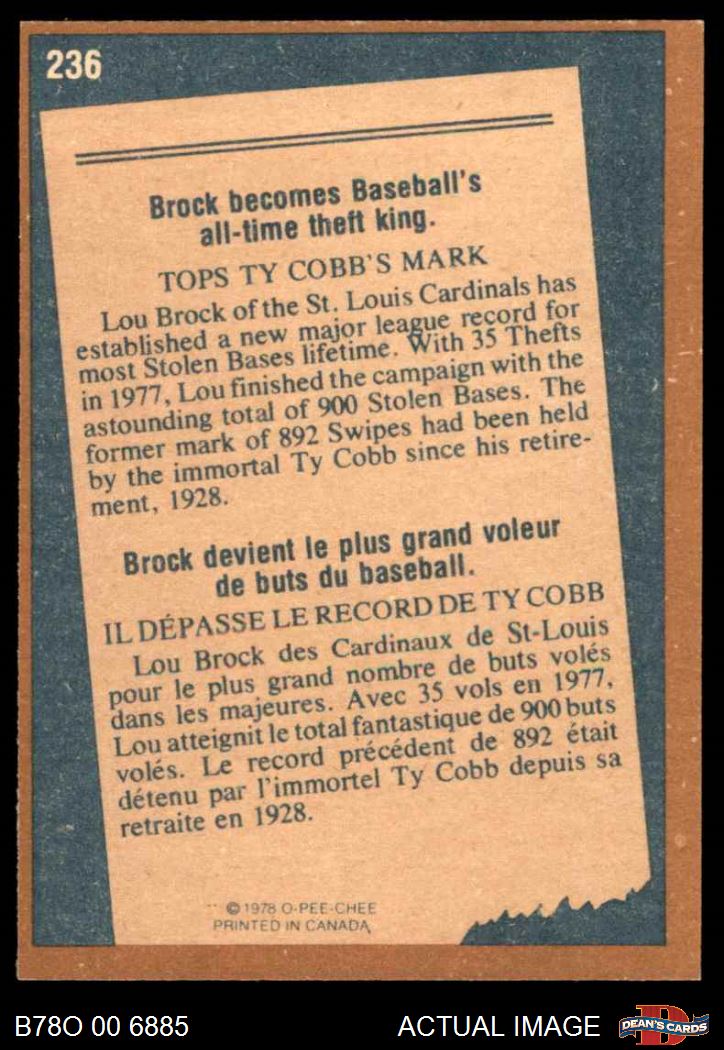 236
Brock becomes Baseball's
all-time theft king.
TOPS TY COBB'S MARK
Lou Brock of the St. Louis Cardinals has
established a new major league record for
most Stolen Bases lifetime. With 35 Thefts
in 1977, Lou finished the campaign with the
astounding total of 900 Stolen Bases. The
former mark of 892 Swipes had been held
by the immortal Ty Cobb since his retire-
ment, 1928.
Brock devient le plus grand voleur
de buts du baseball.
IL DÉPASSE LE RECORD DE TY COBB
Lou Brock des Cardinaux de St-Louis
pour le plus grand nombre de buts volés
dans les majeures. Avec 35 vols en 1977,
Lou atteignit le total fantastique de 900 buts
volés. Le record précédent de 892 était
détenu par l'immortel Ty Cobb depuis sa
retraite en 1928.
©1978 O-PEE-CHEE
PRINTED IN CANADA
B78O 00 6885 ACTUAL IMAGE D DEAN'S CARDS